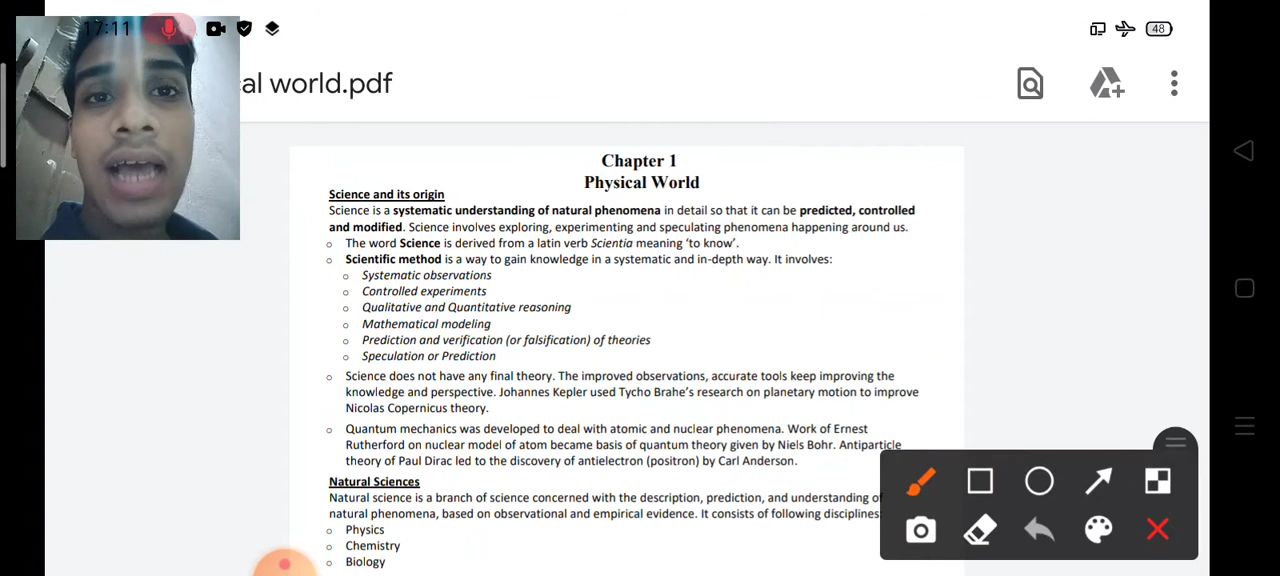 17:11
48
cal world.pdf
Chapter 1
Physical World
Science and its origin
Science is a systematic understanding of natural phenomena in detail so that it can be predicted, controlled
and modified. Science involves exploring, experimenting and speculating phenomena happening around us.
o The word Science is derived from a latin verb Scientia meaning ‘to know’.
o Scientific method is a way to gain knowledge in a systematic and in-depth way. It involves:
o Systematic observations
o Controlled experiments
o Qualitative and Quantitative reasoning
o Mathematical modeling
o Prediction and verification (or falsification) of theories
o Speculation or Prediction
o Science does not have any final theory. The improved observations, accurate tools keep improving the
knowledge and perspective. Johannes Kepler used Tycho Brahe’s research on planetary motion to improve
Nicolas Copernicus theory.
o Quantum mechanics was developed to deal with atomic and nuclear phenomena. Work of Ernest
Rutherford on nuclear model of atom became basis of quantum theory given by Niels Bohr. Antiparticle
theory of Paul Dirac led to the discovery of antielectron (positron) by Carl Anderson.
Natural Sciences
Natural science is a branch of science concerned with the description, prediction, and understanding of
natural phenomena, based on observational and empirical evidence. It consists of following disciplines
o Physics
o Chemistry
o Biology